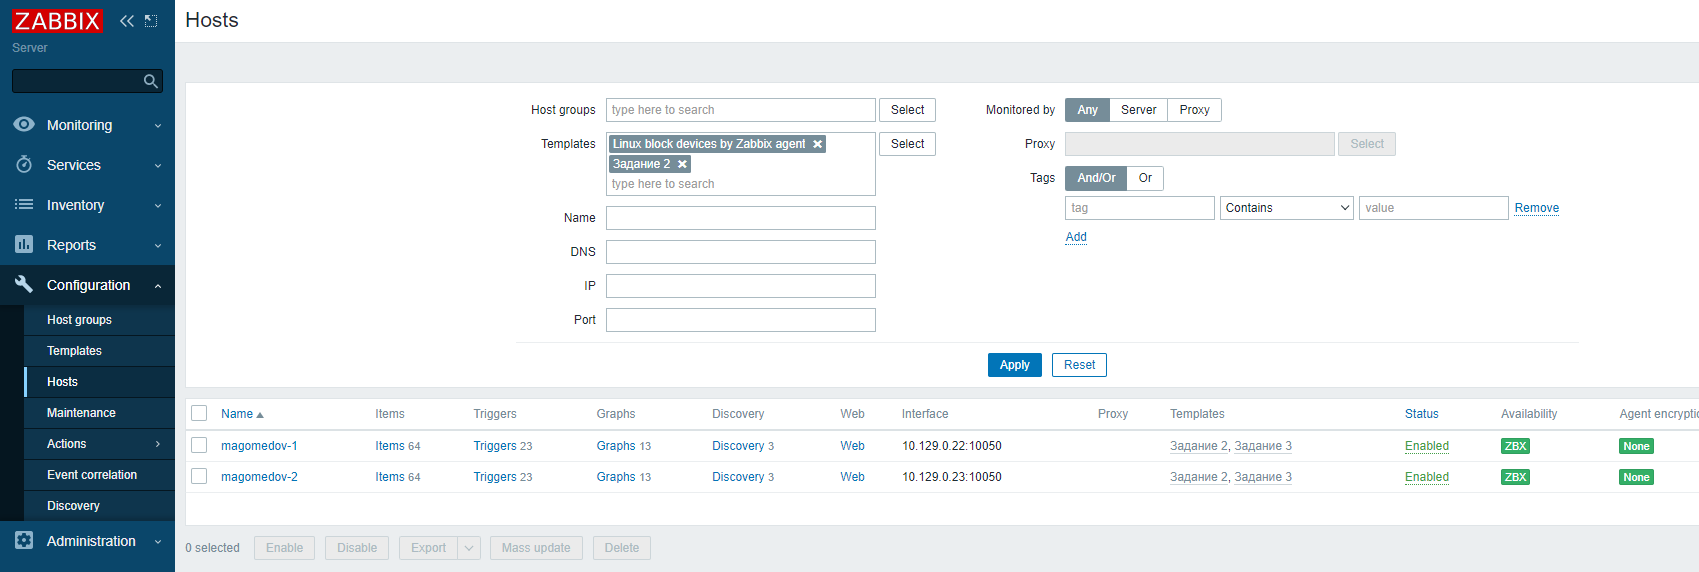 ZABBIX
Server
Monitoring
Services
Inventory
Reports
Configuration
Host groups
Templates
Hosts
Maintenance
Actions
Event correlation
Discovery
Administration
Hosts
Host groups type here to search Select
Templates Linux block devices by Zabbix agent Select
Задание 2
type here to search
Name
DNS
IP
Port
Monitored by Any Server Proxy
Proxy Select
Tags And/Or Or
tag Contains value Remove
Add
Apply Reset
Name Items Triggers Graphs Discovery Web Interface Proxy Templates Status Availability
magomedov-1 Items 64 Triggers 23 Graphs 13 Discovery 3 Web 10.129.0.22:10050 Задание 2, Задание 3 Enabled ZBX None
magomedov-2 Items 64 Triggers 23 Graphs 13 Discovery 3 Web 10.129.0.23:10050 Задание 2, Задание 3 Enabled ZBX None
0 selected Enable Disable Export Mass update Delete